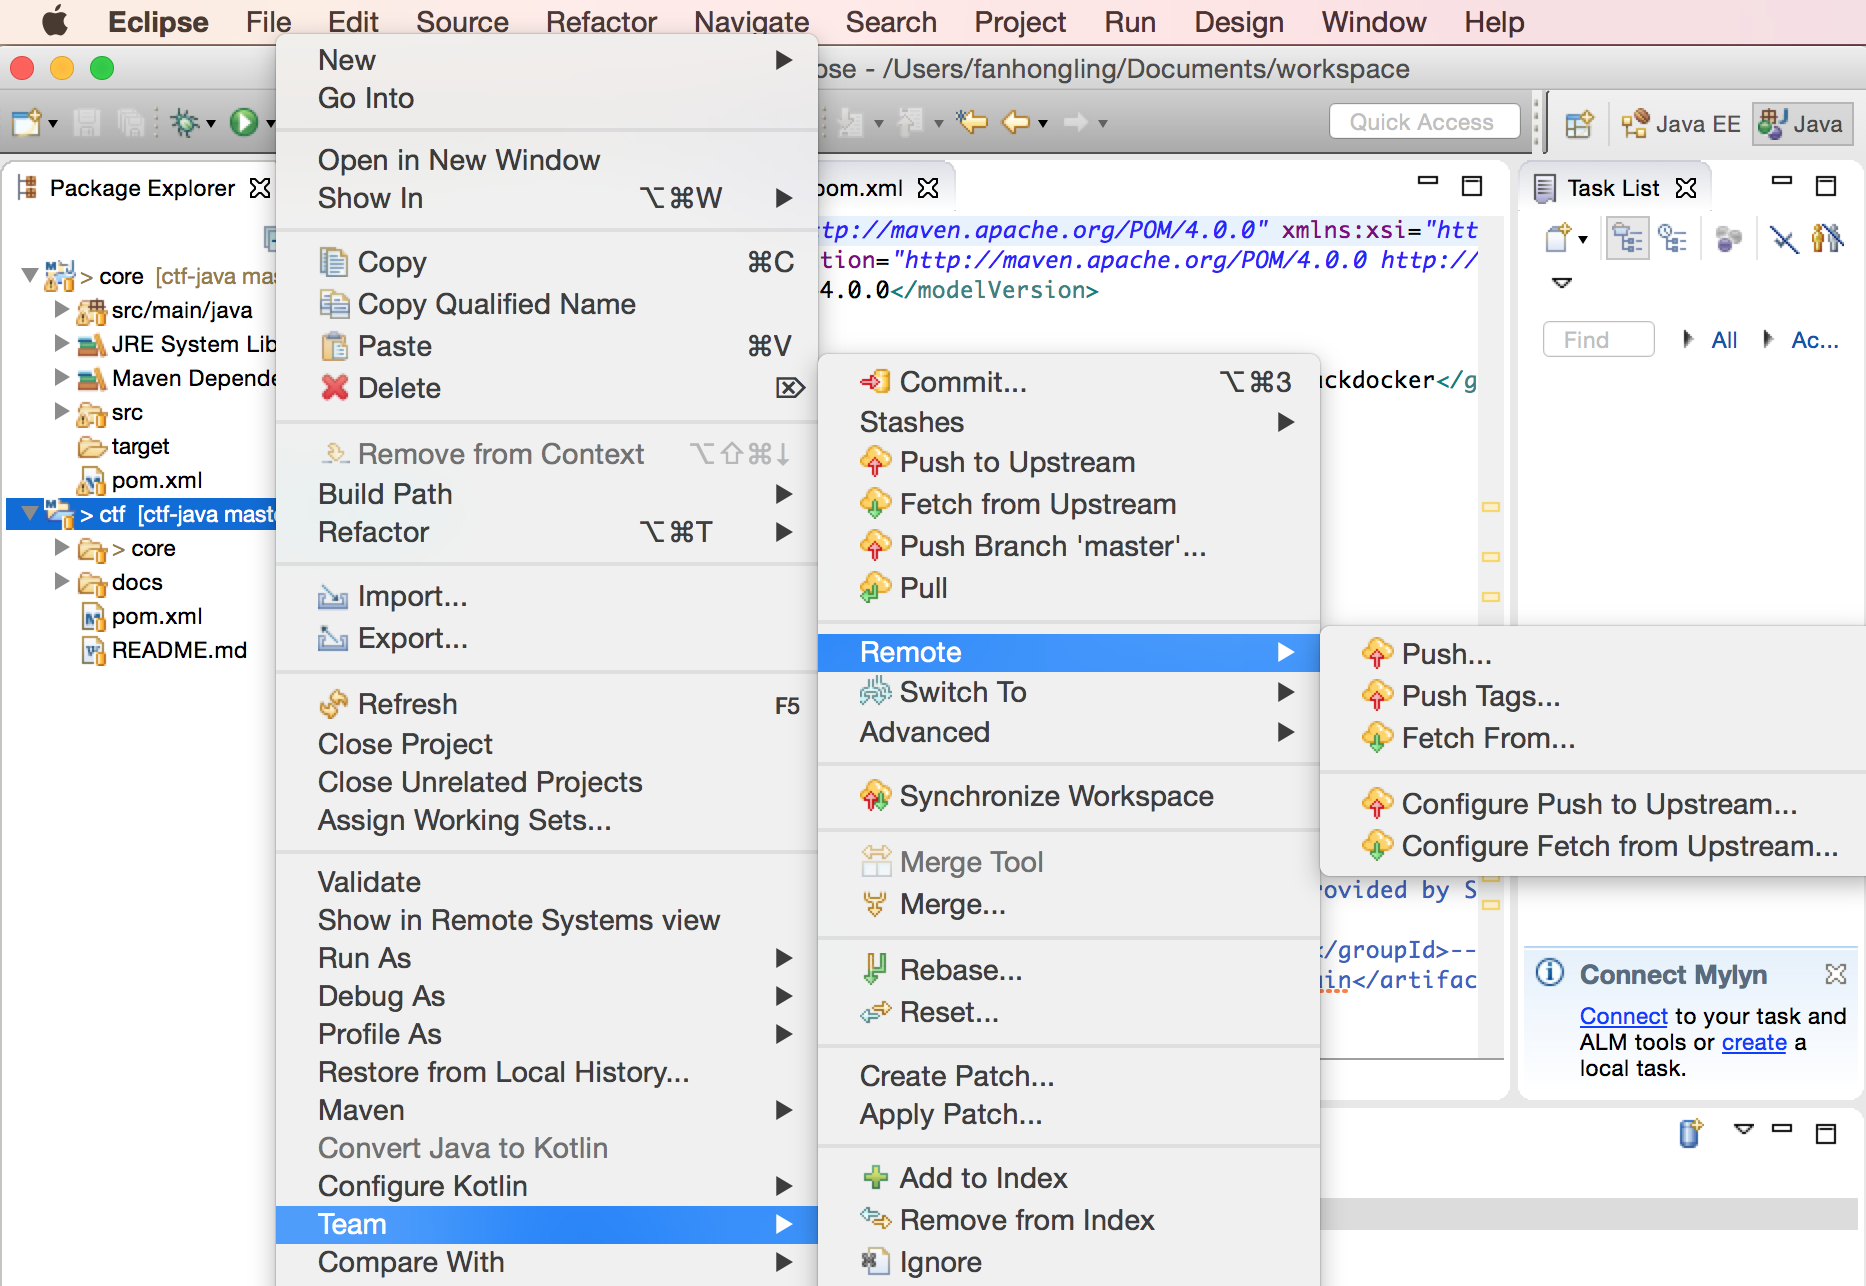 Eclipse File Edit Source Refactor Navigate Search Project Run Design Window Help
/Users/fanhongling/Documents/workspace
Quick Access
Java EE
Java
Package Explorer
> core [ctf-java
src/main/java
JRE System Lib
Maven
src
target
pom.xml
> ctf [ctf-java
> core
docs
pom.xml
README.md
New
Go Into
Open in New Window
Show In ⌥⌘W
Copy ⌘C
Copy Qualified Name
Paste ⌘V
Delete ⌦
Remove from Context ⌥⇧⌘↓
Build Path
Refactor ⌥⌘T
Import...
Export...
Refresh F5
Close Project
Close Unrelated Projects
Assign Working Sets...
Validate
Show in Remote Systems view
Run As
Debug As
Profile As
Restore from Local History...
Maven
Convert Java to Kotlin
Configure Kotlin
Team
Compare With
pom.xml
tp://maven.apache.org/POM/4.0.0" xmlns:xsi="htt
tion="http://maven.apache.org/POM/4.0.0 http://
4.0.0</modelVersion>
uckdocker</g
rovided by S
</groupId>--
in</artifac
Commit... ⌥⌘3
Stashes
Push to Upstream
Fetch from Upstream
Push Branch 'master'...
Pull
Remote
Switch To
Advanced
Synchronize Workspace
Merge Tool
Merge...
Rebase...
Reset...
Create Patch...
Apply Patch...
Add to Index
Remove from Index
Ignore
Push...
Push Tags...
Fetch From...
Configure Push to Upstream...
Configure Fetch from Upstream...
Task List
Find
All
Ac...
Connect Mylyn
Connect to your task and
ALM tools or create a
local task.